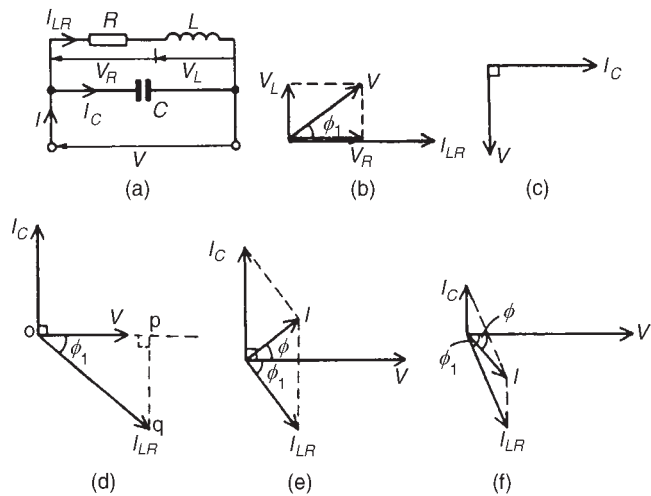 I_LR R L
V_R V_L
I_C C
I
V
(a)
V_L V
ϕ_1
V_R I_LR
(b)
I_C
V
(c)
I_C
O V p
ϕ_1
q
I_LR
(d)
I_C
I
ϕ
ϕ_1
V
I_LR
(e)
I_C
ϕ
V
ϕ_1
I
I_LR
(f)